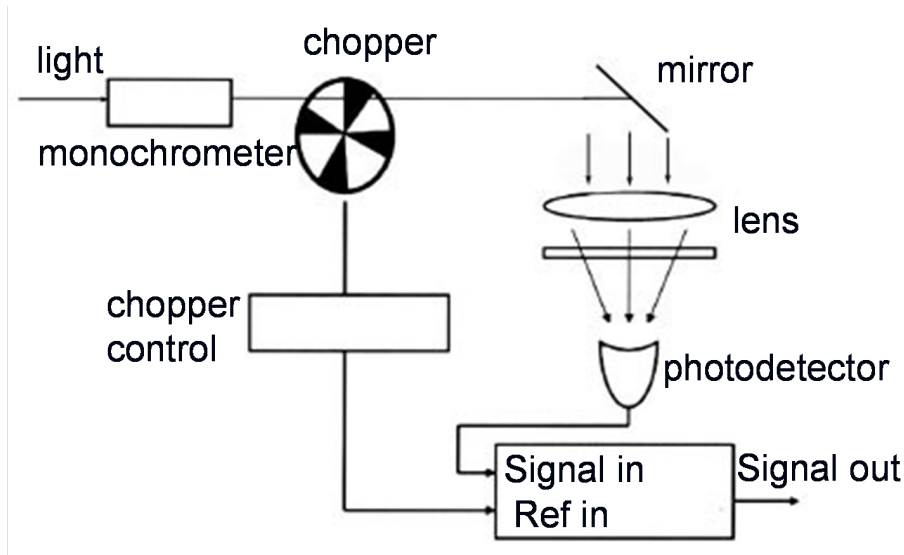 chopper
light
mirror
monochrometer
lens
chopper
control
photodetector
Signal in
Signal out
Ref in